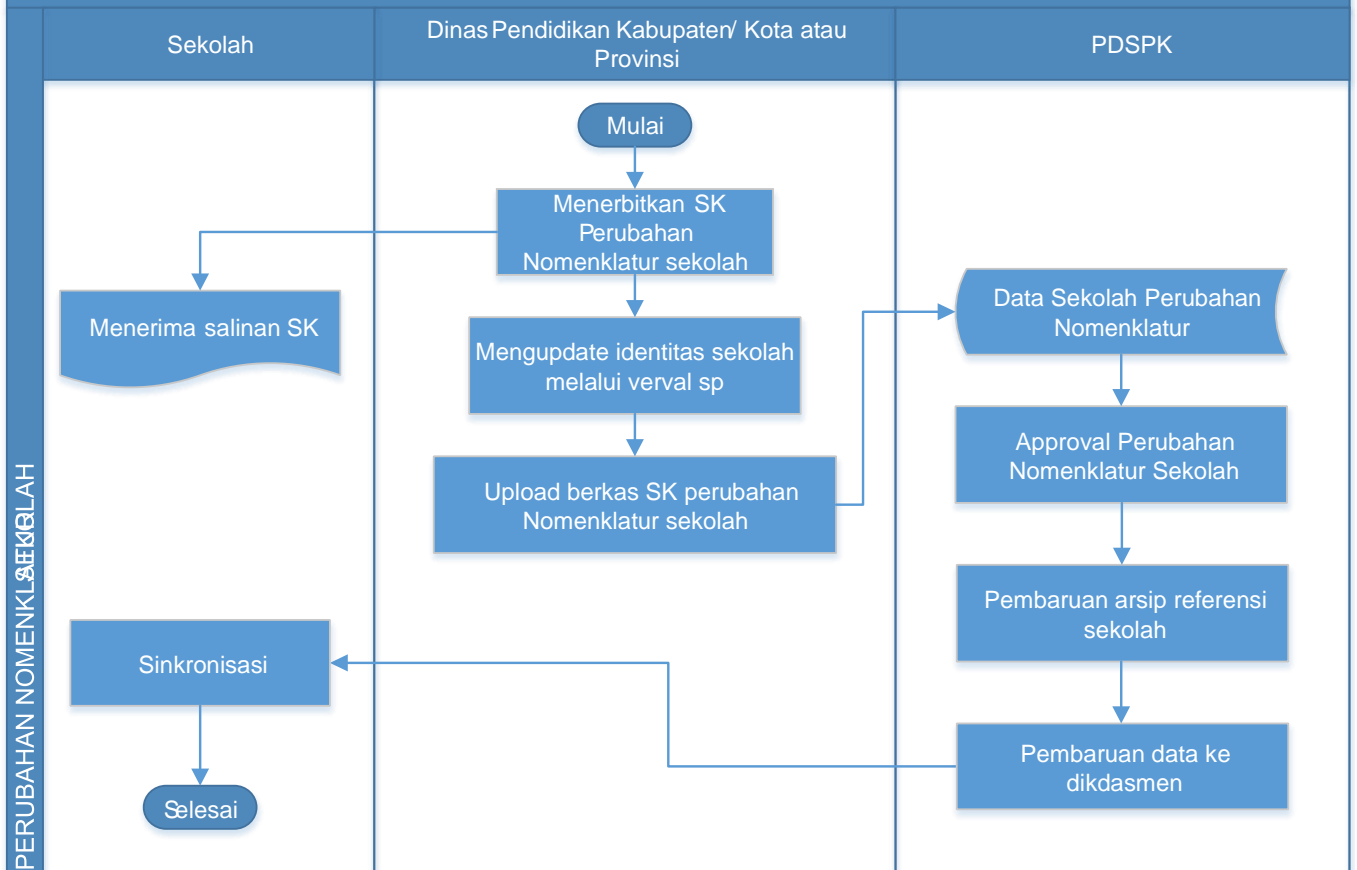 Sekolah
Dinas Pendidikan Kabupaten/ Kota atau
Provinsi
PDSPK
Mulai
Menerbitkan SK
Perubahan
Nomenklatur sekolah
Menerima salinan SK
Data Sekolah Perubahan
Nomenklatur
Mengupdate identitas sekolah
melalui verval sp
Approval Perubahan
Nomenklatur Sekolah
Upload berkas SK perubahan
Nomenklatur sekolah
Pembaruan arsip referensi
sekolah
Sinkronisasi
Pembaruan data ke
dikdasmen
Selesai
PERUBAHAN